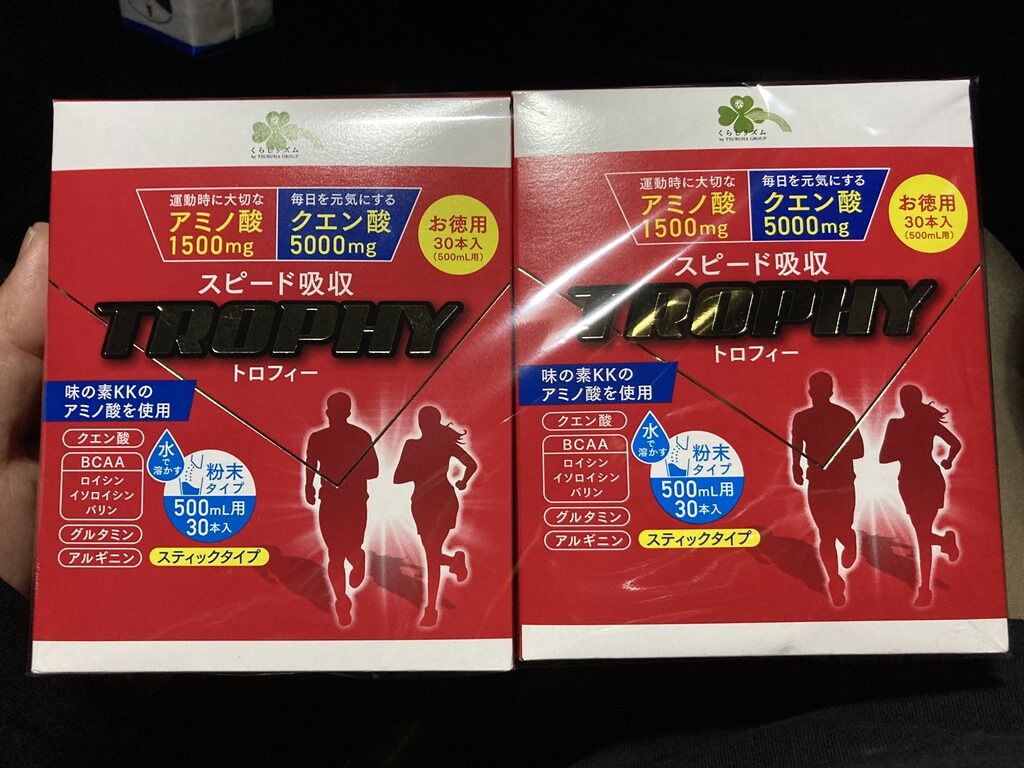 くらしリズム
by TSURUHA GROUP
運動時に大切な
アミノ酸
1500mg
毎日を元気にする
クエン酸
5000mg
お徳用
30本入
(500mL用)
スピード吸収
TROPHY
トロフィー
味の素KKの
アミノ酸を使用
クエン酸
BCAA
ロイシン
イソロイシン
バリン
グルタミン
アルギニン
水で
溶かす
粉末
タイプ
500mL用
30本入
スティックタイプ
くらしリズム
by TSURUHA GROUP
運動時に大切な
アミノ酸
1500mg
毎日を元気にする
クエン酸
5000mg
お徳用
30本入
(500mL用)
スピード吸収
TROPHY
トロフィー
味の素KKの
アミノ酸を使用
クエン酸
BCAA
ロイシン
イソロイシン
バリン
グルタミン
アルギニン
水で
溶かす
粉末
タイプ
500mL用
30本入
スティックタイプ